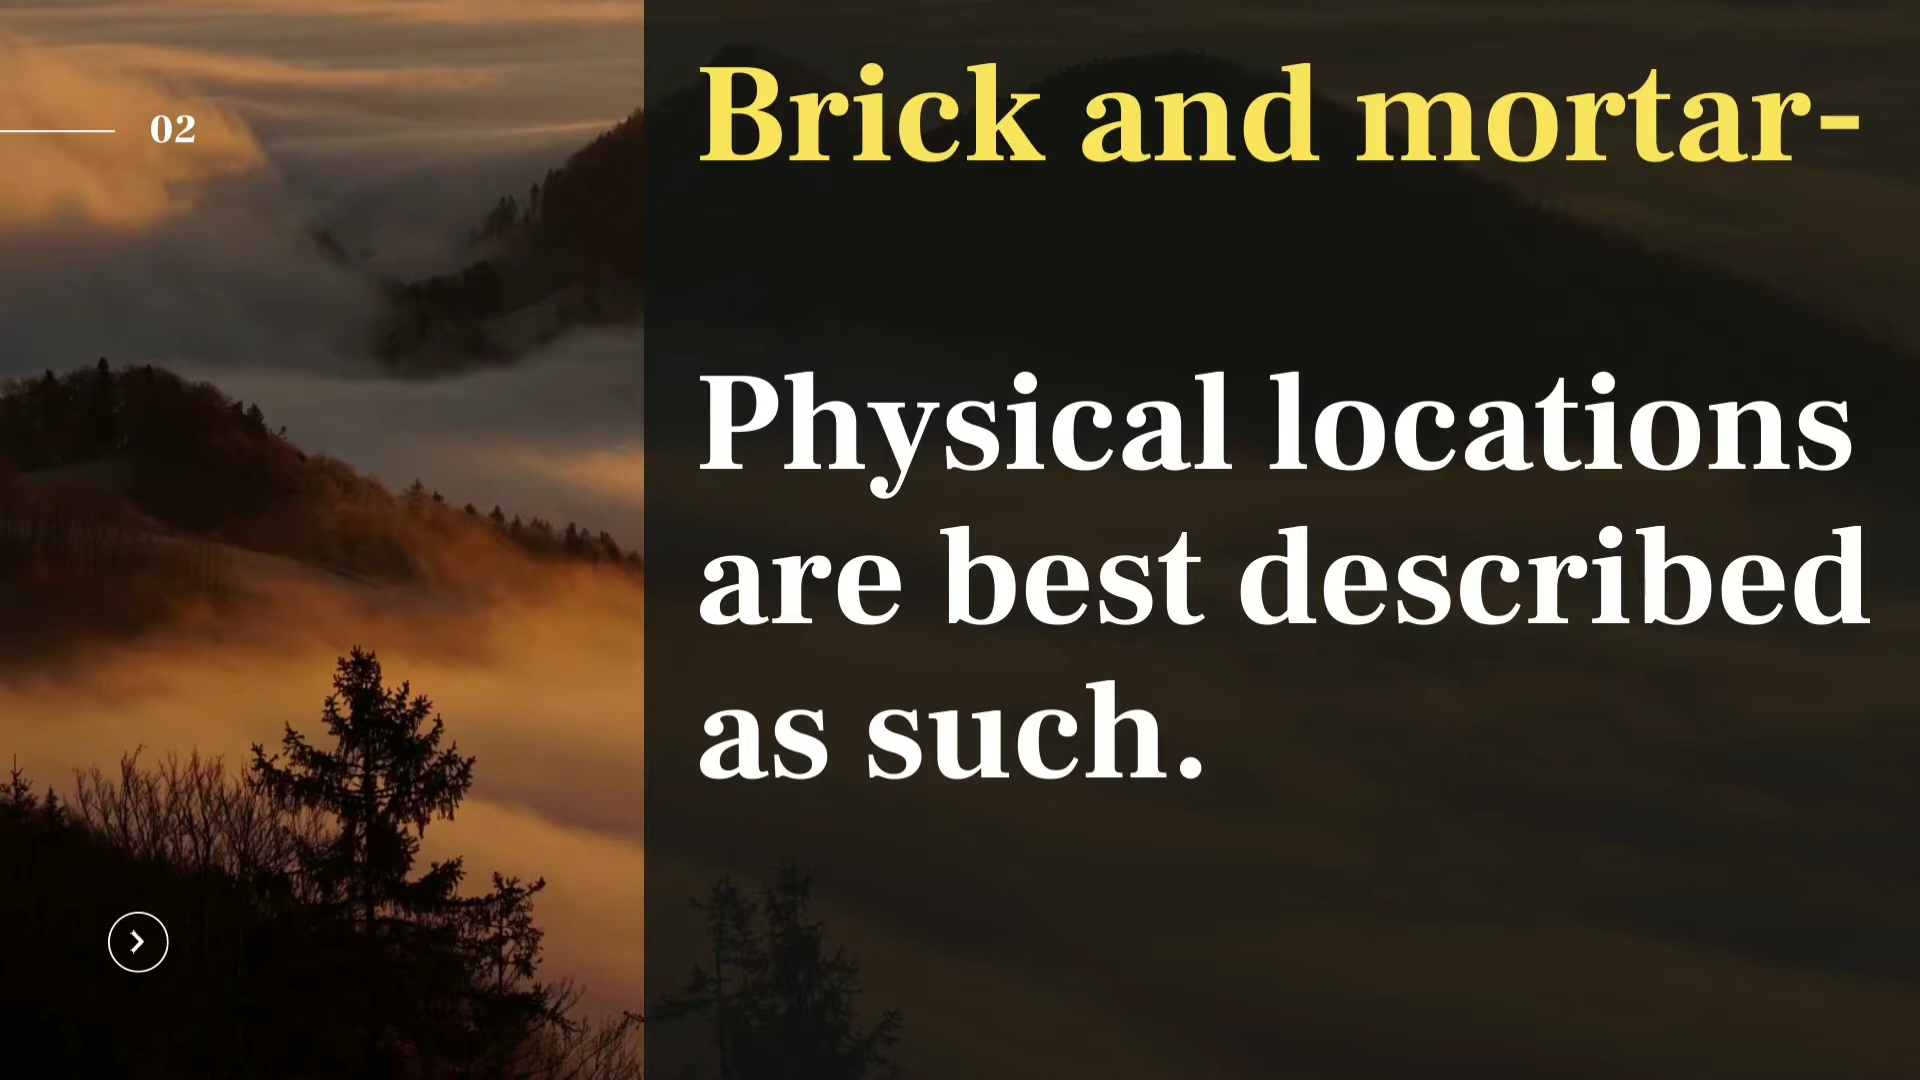 02
Brick and mortar-
Physical locations
are best described
as such.